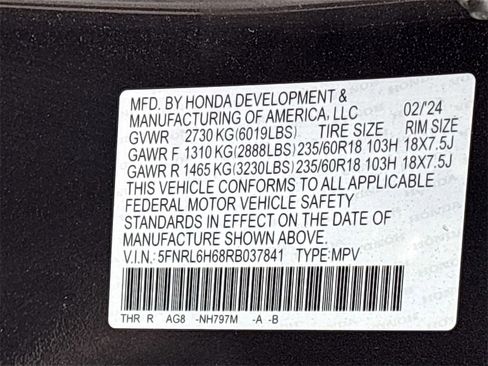 MFD. BY HONDA DEVELOPMENT &
MANUFACTURING OF AMERICA, LLC 02/'24
GVWR 2730 KG(6019LBS) TIRE SIZE RIM SIZE
GAWR F 1310 KG(2888LBS) 235/60R18 103H 18X7.5J
GAWR R 1465 KG(3230LBS) 235/60R18 103H 18X7.5J
THIS VEHICLE CONFORMS TO ALL APPLICABLE
FEDERAL MOTOR VEHICLE SAFETY
STANDARDS IN EFFECT ON THE DATE OF
MANUFACTURE SHOWN ABOVE.
V.I.N.: 5FNRL6H68RB037841 TYPE: MPV
THR R AG8 -NH797M -A -B